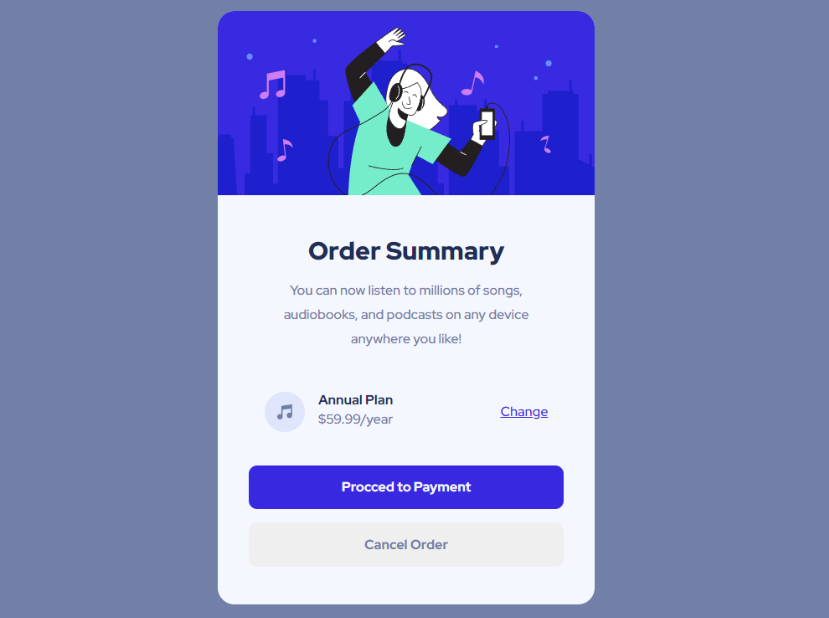 Order Summary
You can now listen to millions of songs,
audiobooks, and podcasts on any device
anywhere you like!
Annual Plan
$59.99/year
Change
Procced to Payment
Cancel Order